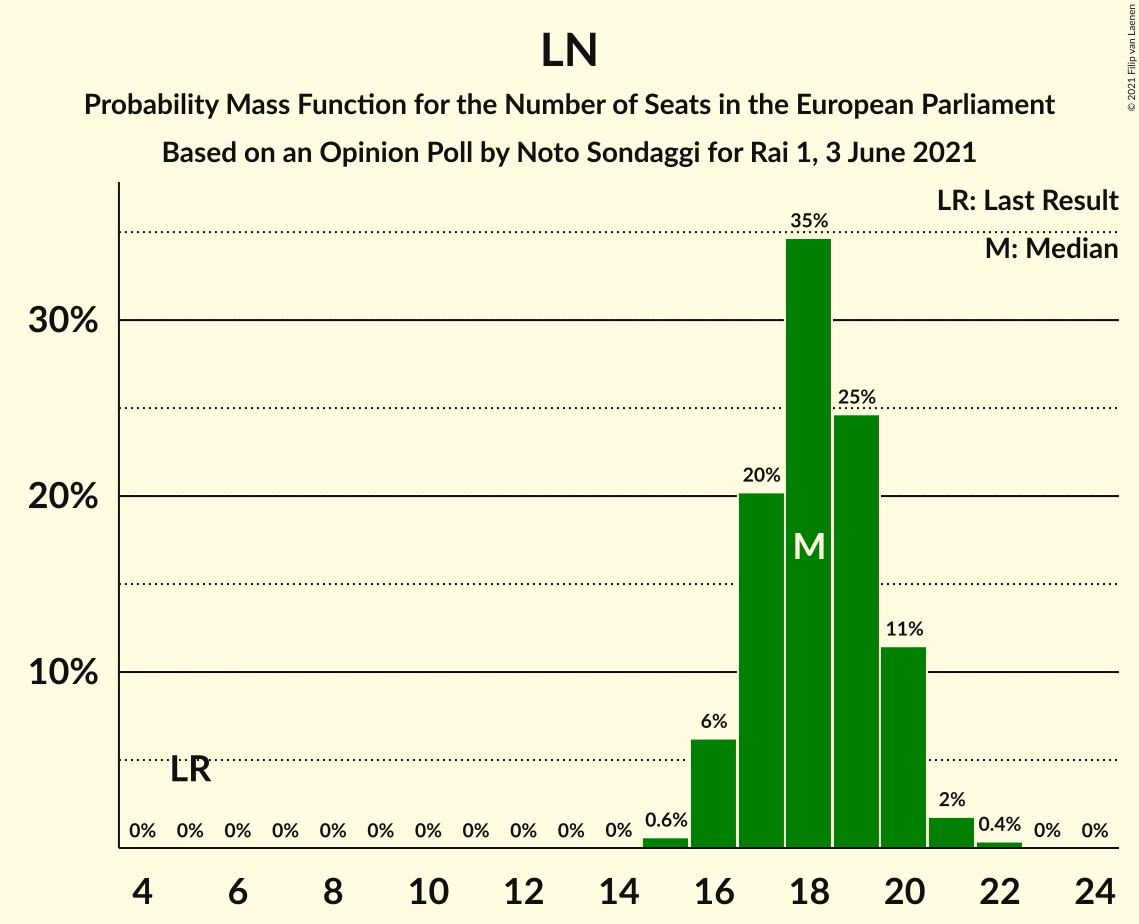 LN
Probability Mass Function for the Number of Seats in the European Parliament
Based on an Opinion Poll by Noto Sondaggi for Rai 1, 3 June 2021
© 2021 Filip van Laenen
LR: Last Result
M: Median
35%
30%
25%
20%
20%
M
11%
10%
6%
LR
2%
0% 0% 0% 0% 0% 0% 0% 0% 0% 0% 0% 0.6% 0.4% 0% 0%
4 6 8 10 12 14 16 18 20 22 24